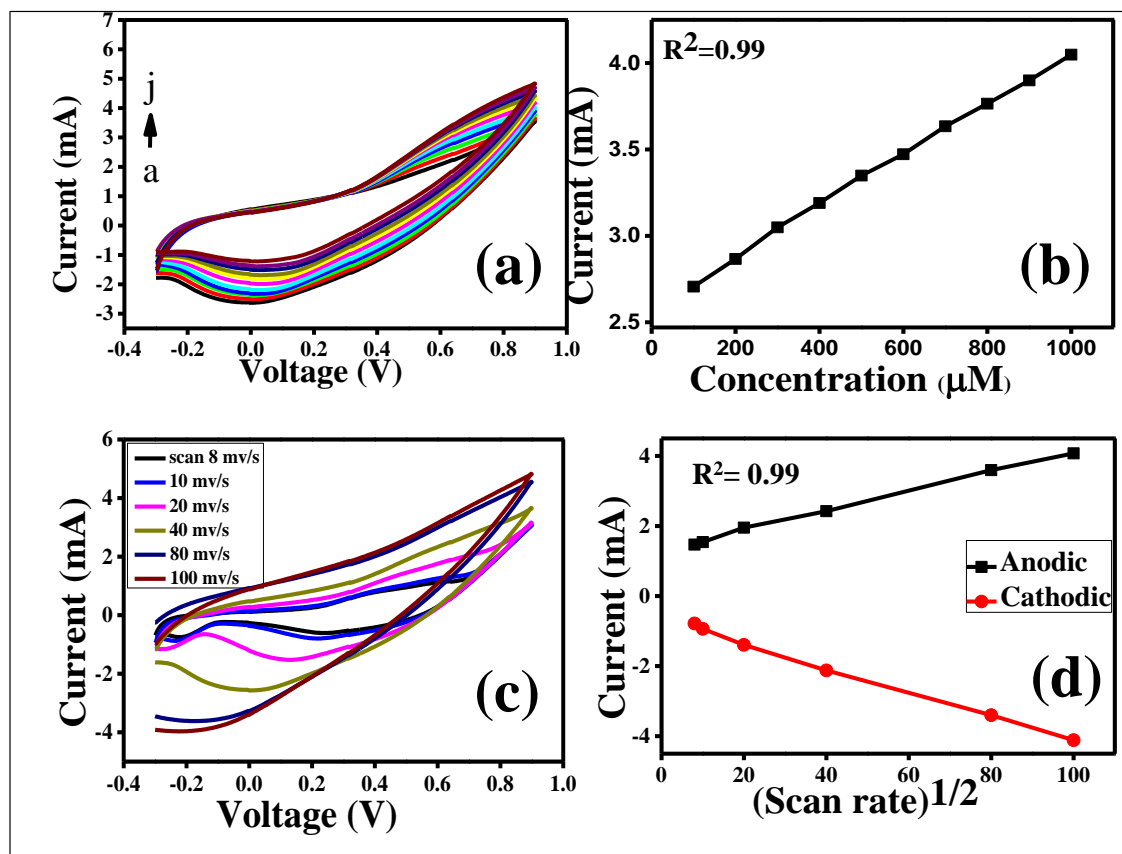 7
6
5
4
3
2
1
0
-1
-2
-3
Current (mA)
j
a
(a)
-0.4 -0.2 0.0 0.2 0.4 0.6 0.8 1.0
Voltage (V)
R²=0.99
4.0
3.5
3.0
2.5
Current (mA)
(b)
0 200 400 600 800 1000
Concentration (μM)
6
4
2
0
-2
-4
Current (mA)
scan 8 mv/s
10 mv/s
20 mv/s
40 mv/s
80 mv/s
100 mv/s
(c)
-0.4 -0.2 0.0 0.2 0.4 0.6 0.8 1.0
Voltage (V)
R²= 0.99
4
2
0
-2
-4
Current (mA)
Anodic
Cathodic
(d)
0 20 40 60 80 100
(Scan rate)1/2